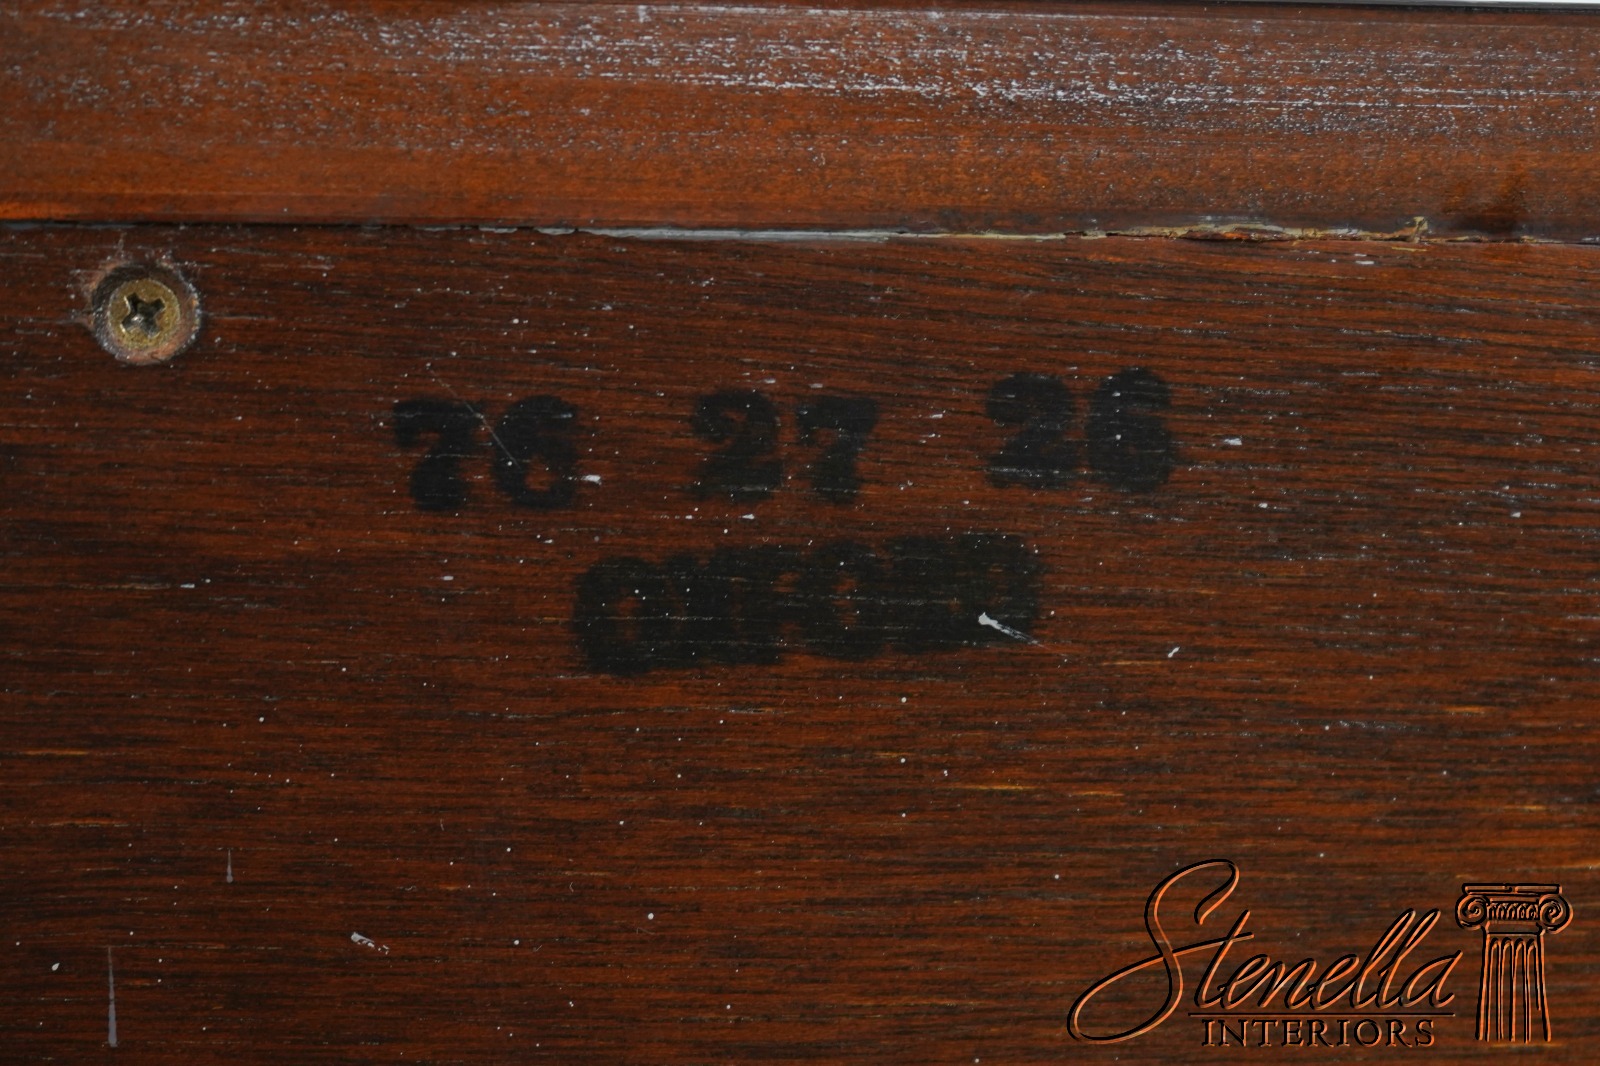 76 27 26
OXFORD
Stenella
INTERIORS